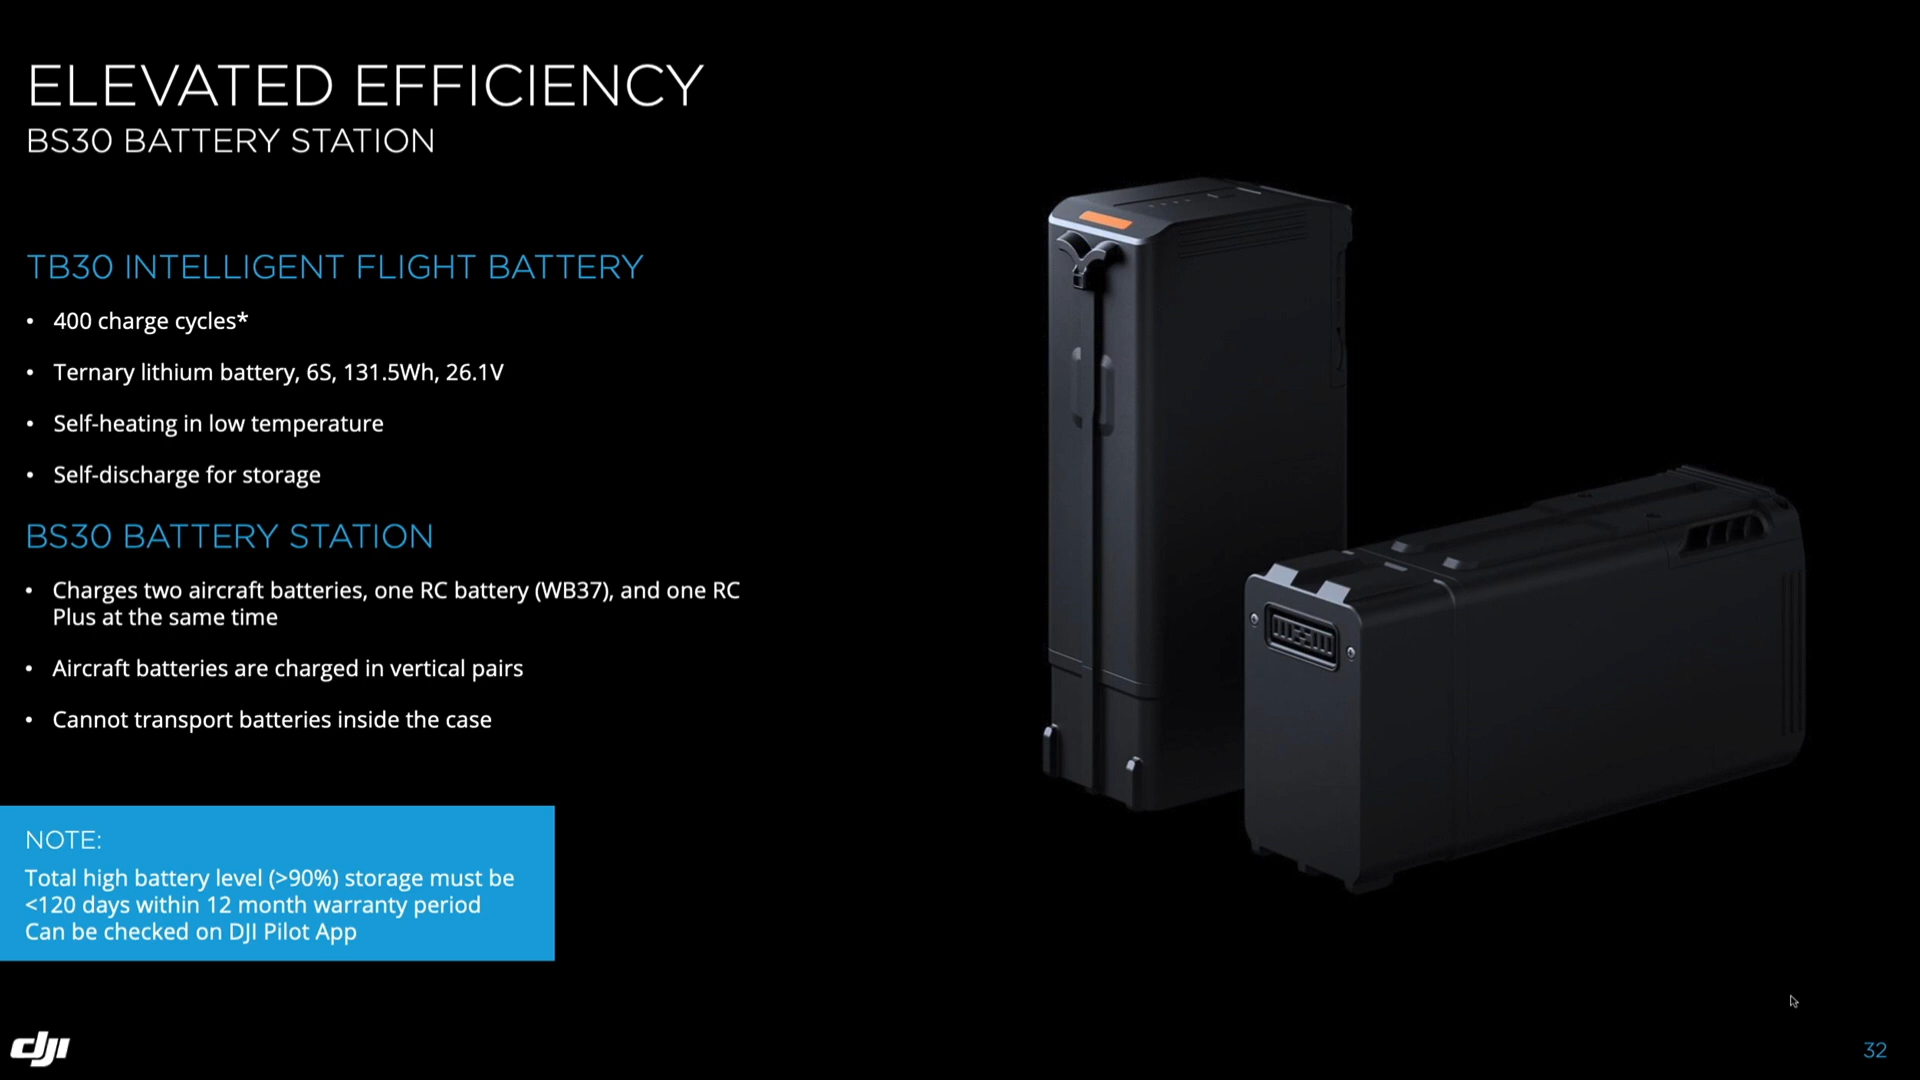 ELEVATED EFFICIENCY
BS30 BATTERY STATION
TB30 INTELLIGENT FLIGHT BATTERY
• 400 charge cycles*
• Ternary lithium battery, 6S, 131.5Wh, 26.1V
• Self-heating in low temperature
• Self-discharge for storage
BS30 BATTERY STATION
• Charges two aircraft batteries, one RC battery (WB37), and one RC
Plus at the same time
• Aircraft batteries are charged in vertical pairs
• Cannot transport batteries inside the case
NOTE:
Total high battery level (>90%) storage must be
<120 days within 12 month warranty period
Can be checked on DJI Pilot App
dji
32